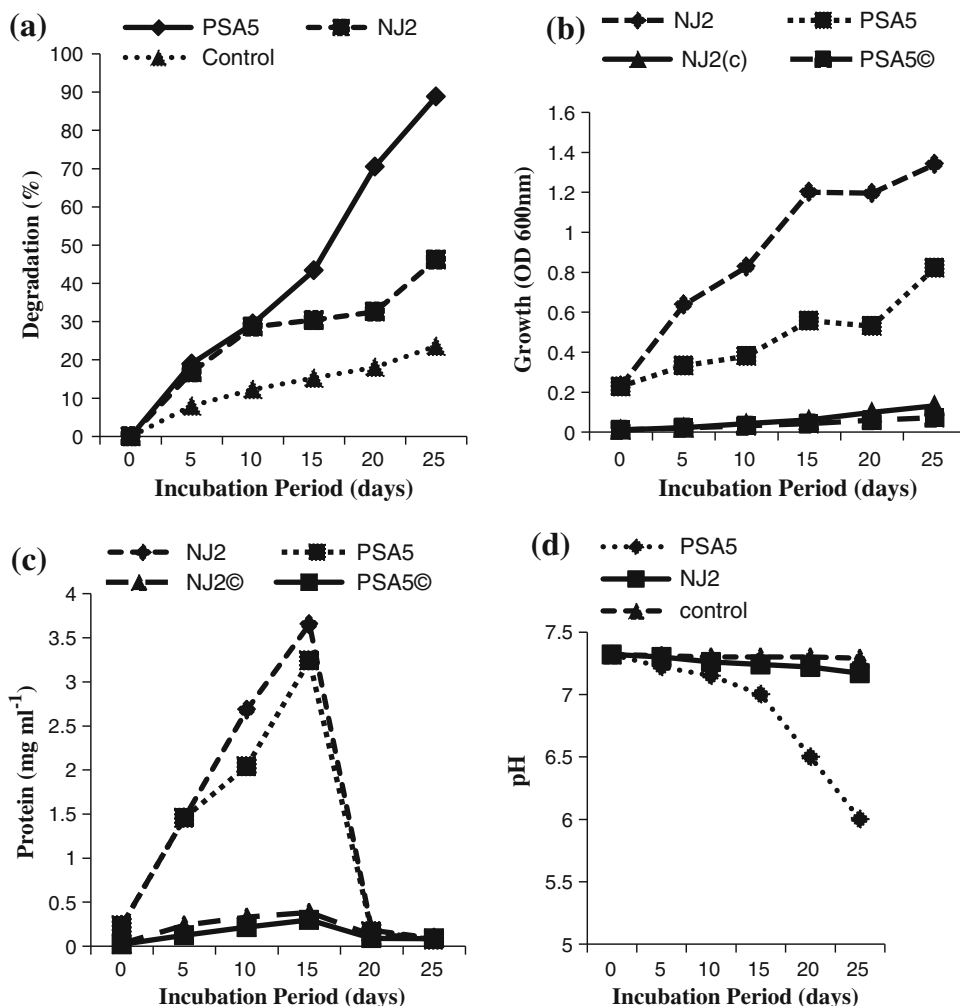 (a)
PSA5
NJ2
Control
100
90
80
70
60
50
40
30
20
10
0
Degradation (%)
0 5 10 15 20 25
Incubation Period (days)
(b)
NJ2
PSA5
NJ2(c)
PSA5©
1.6
1.4
1.2
1
0.8
0.6
0.4
0.2
0
Growth (OD 600nm)
0 5 10 15 20 25
Incubation Period (days)
(c)
NJ2
PSA5
NJ2©
PSA5©
4
3.5
3
2.5
2
1.5
1
0.5
0
Protein (mg ml⁻¹)
0 5 10 15 20 25
Incubation Period (days)
(d)
PSA5
NJ2
control
7.5
7
6.5
6
5.5
5
pH
0 5 10 15 20 25
Incubation Period (days)